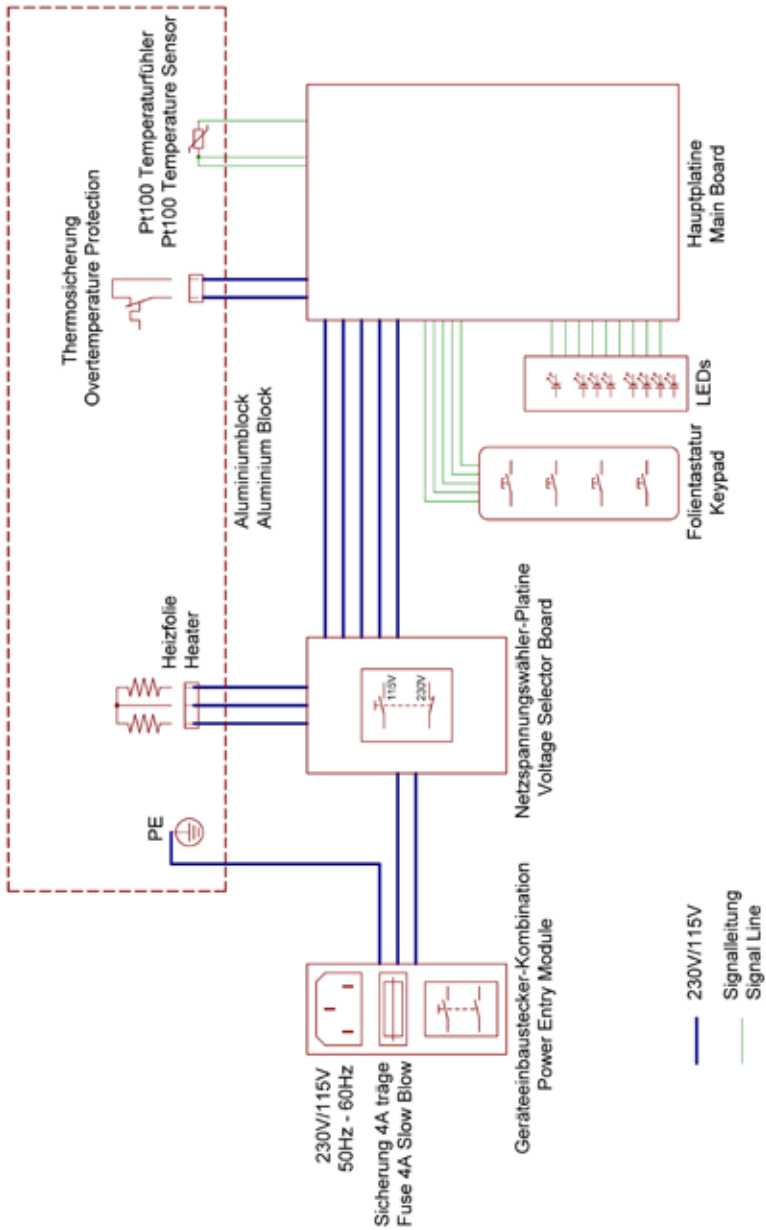 Thermosicherung
Overtemperature Protection
Pt100 Temperaturfühler
Pt100 Temperature Sensor
Aluminiumblock
Aluminium Block
Heizfolie
Heater
PE
Hauptplatine
Main Board
LEDs
Folientastatur
Keypad
115V
230V
Netzspannungswähler-Platine
Voltage Selector Board
230V/115V
50Hz - 60Hz
Sicherung 4A träge
Fuse 4A Slow Blow
Geräteeinbaustecker-Kombination
Power Entry Module
230V/115V
Signalleitung
Signal Line